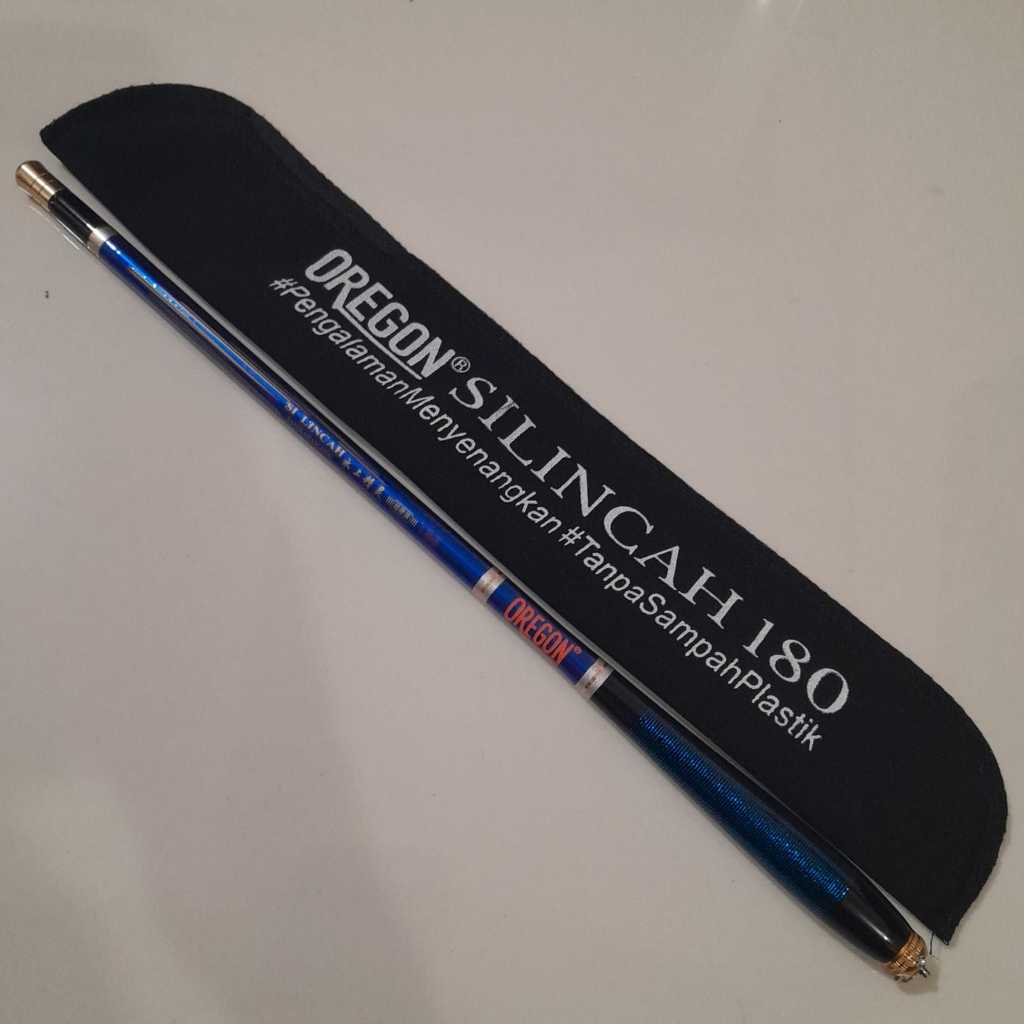 OREGON® SILINCAH 180
#PengalamanMenyenangkan #TanpaSampahPlastik
SI LINCAH
OREGON®